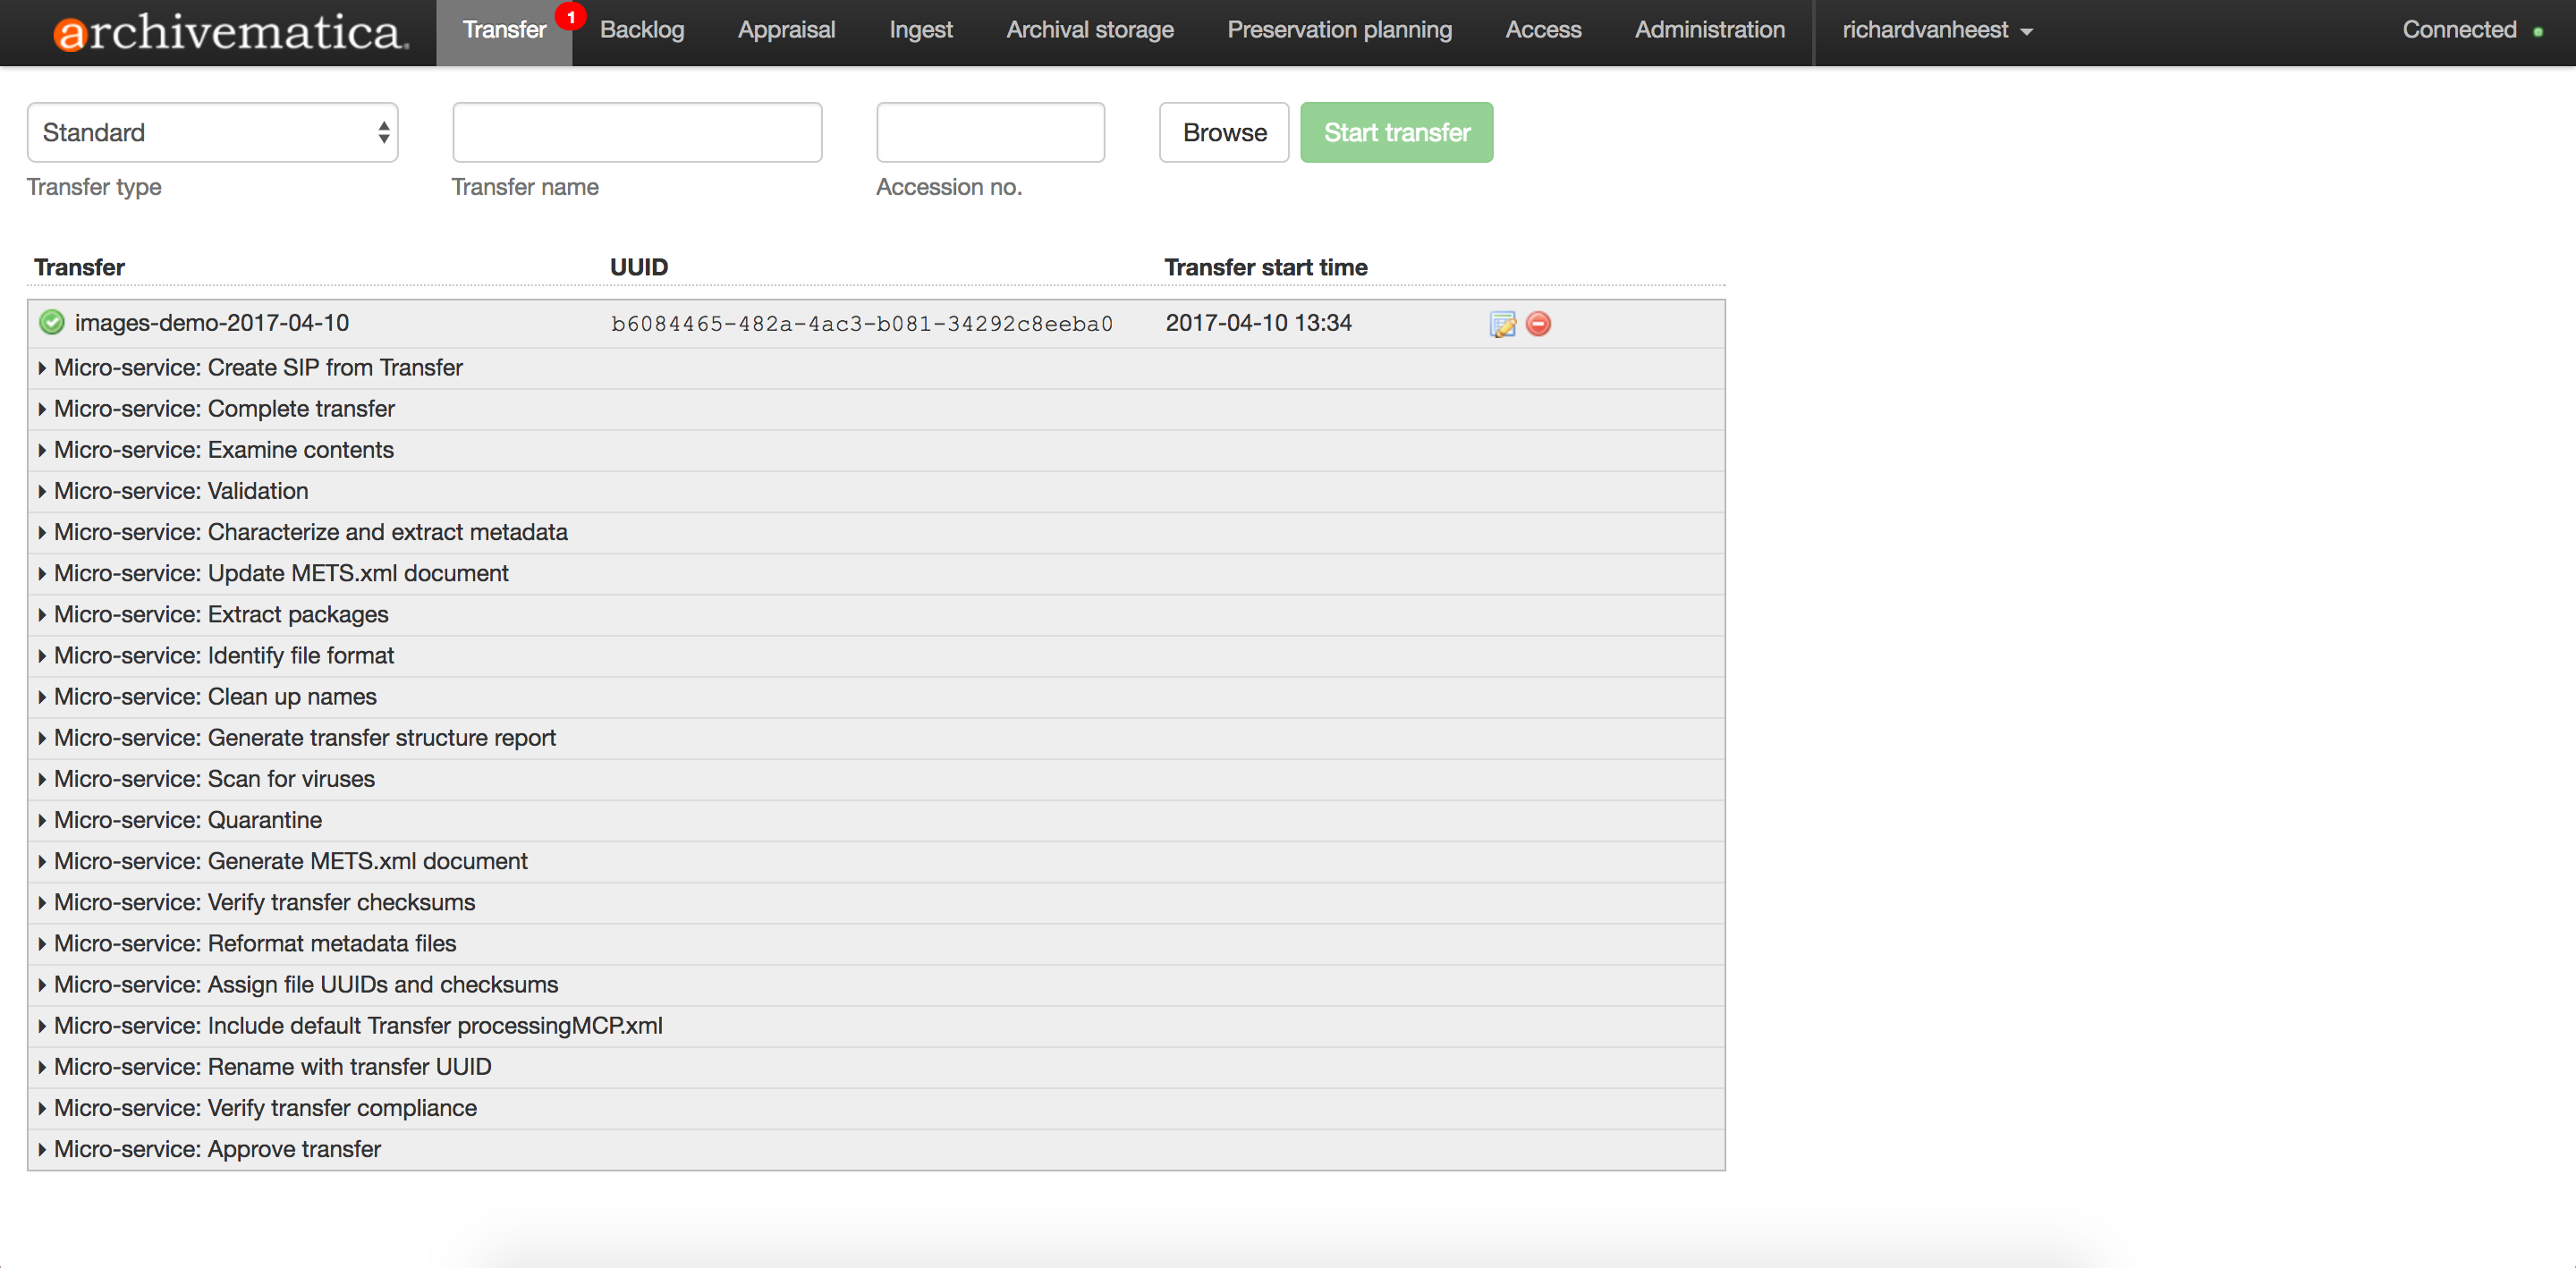 archivematica.
Transfer 1 Backlog Appraisal Ingest Archival storage Preservation planning Access Administration richardvanheest Connected
Standard Browse Start transfer
Transfer type Transfer name Accession no.
Transfer UUID Transfer start time
images-demo-2017-04-10 b6084465-482a-4ac3-b081-34292c8eeba0 2017-04-10 13:34
Micro-service: Create SIP from Transfer
Micro-service: Complete transfer
Micro-service: Examine contents
Micro-service: Validation
Micro-service: Characterize and extract metadata
Micro-service: Update METS.xml document
Micro-service: Extract packages
Micro-service: Identify file format
Micro-service: Clean up names
Micro-service: Generate transfer structure report
Micro-service: Scan for viruses
Micro-service: Quarantine
Micro-service: Generate METS.xml document
Micro-service: Verify transfer checksums
Micro-service: Reformat metadata files
Micro-service: Assign file UUIDs and checksums
Micro-service: Include default Transfer processingMCP.xml
Micro-service: Rename with transfer UUID
Micro-service: Verify transfer compliance
Micro-service: Approve transfer